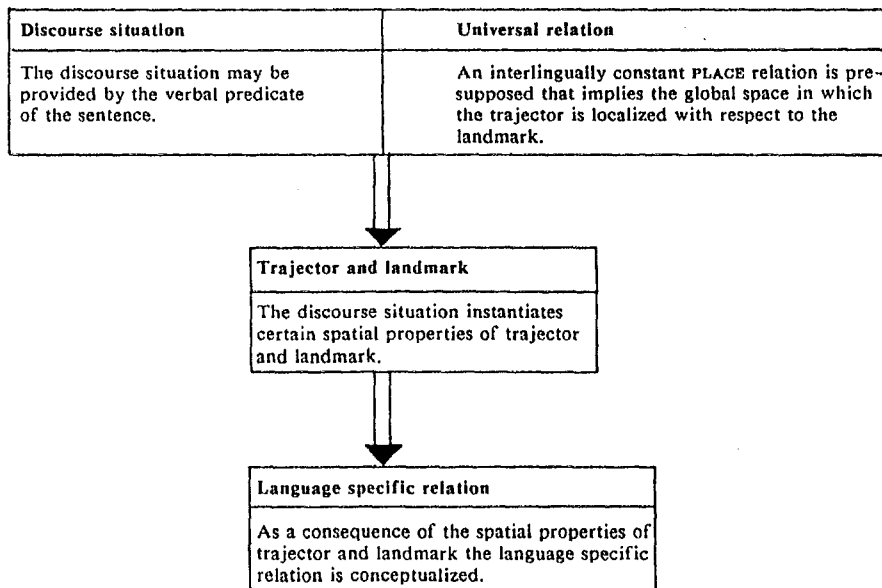 Discourse situation
The discourse situation may be
provided by the verbal predicate
of the sentence.
Universal relation
An interlingually constant PLACE relation is pre-
supposed that implies the global space in which
the trajector is localized with respect to the
landmark.
Trajector and landmark
The discourse situation instantiates
certain spatial properties of trajector
and landmark.
Language specific relation
As a consequence of the spatial properties of
trajector and landmark the language specific
relation is conceptualized.